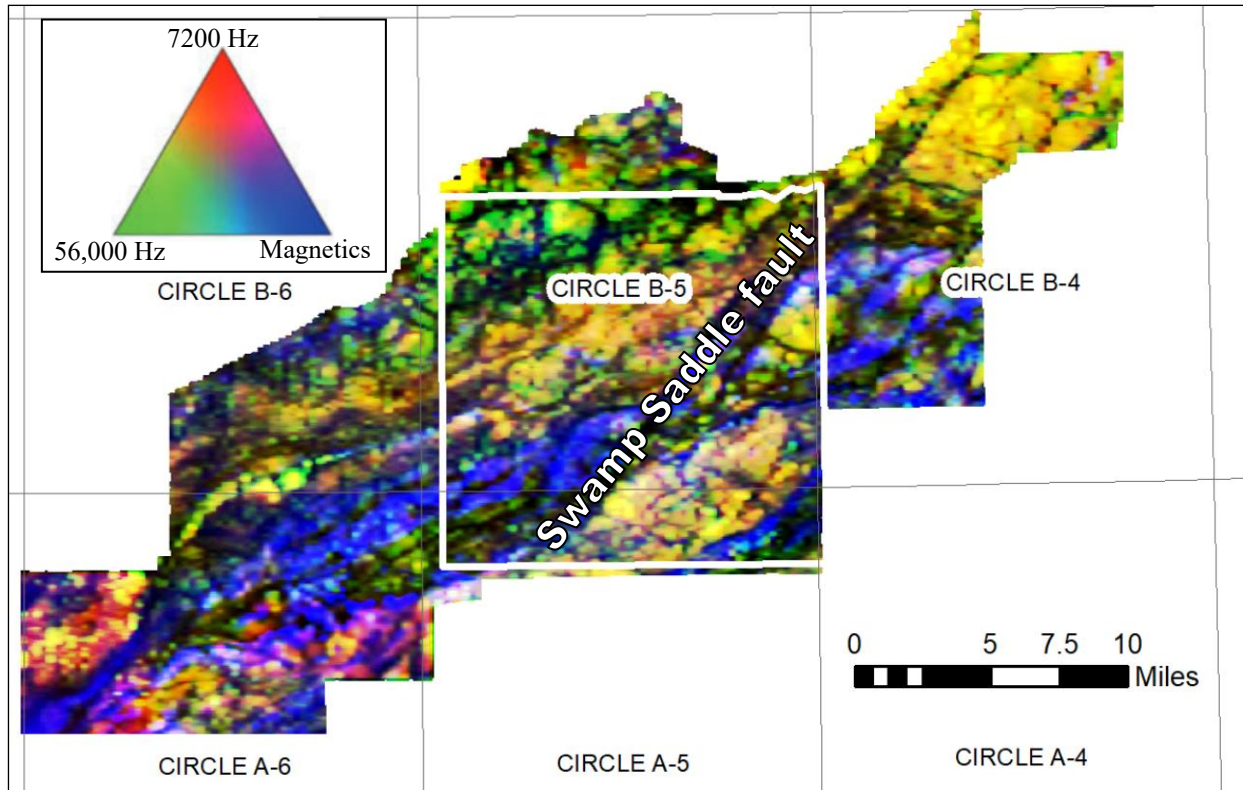 7200 Hz
56,000 Hz
Magnetics
CIRCLE B-6
CIRCLE B-5
CIRCLE B-4
Swamp Saddle fault
0
5
7.5
10
Miles
CIRCLE A-6
CIRCLE A-5
CIRCLE A-4